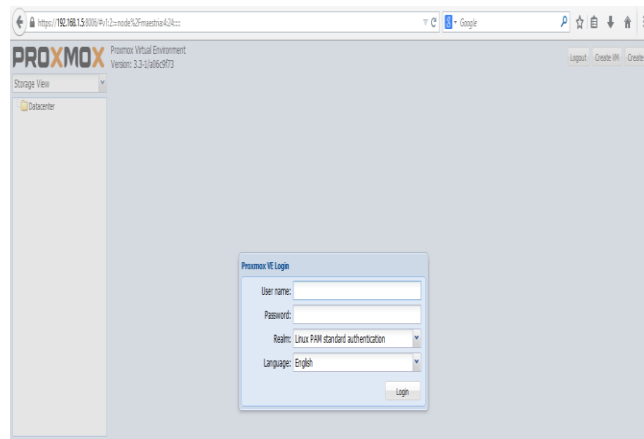 https://192.168.1.5:8006/#v1:2:=node%2Fmaestria:4:24::::
Google
PROXMOX
Proxmox Virtual Environment
Version: 3.3-1/a06c9f73
Logout
Create VM
Create
Storage View
Datacenter
Proxmox VE Login
User name:
Password:
Realm: Linux PAM standard authentication
Language: English
Login